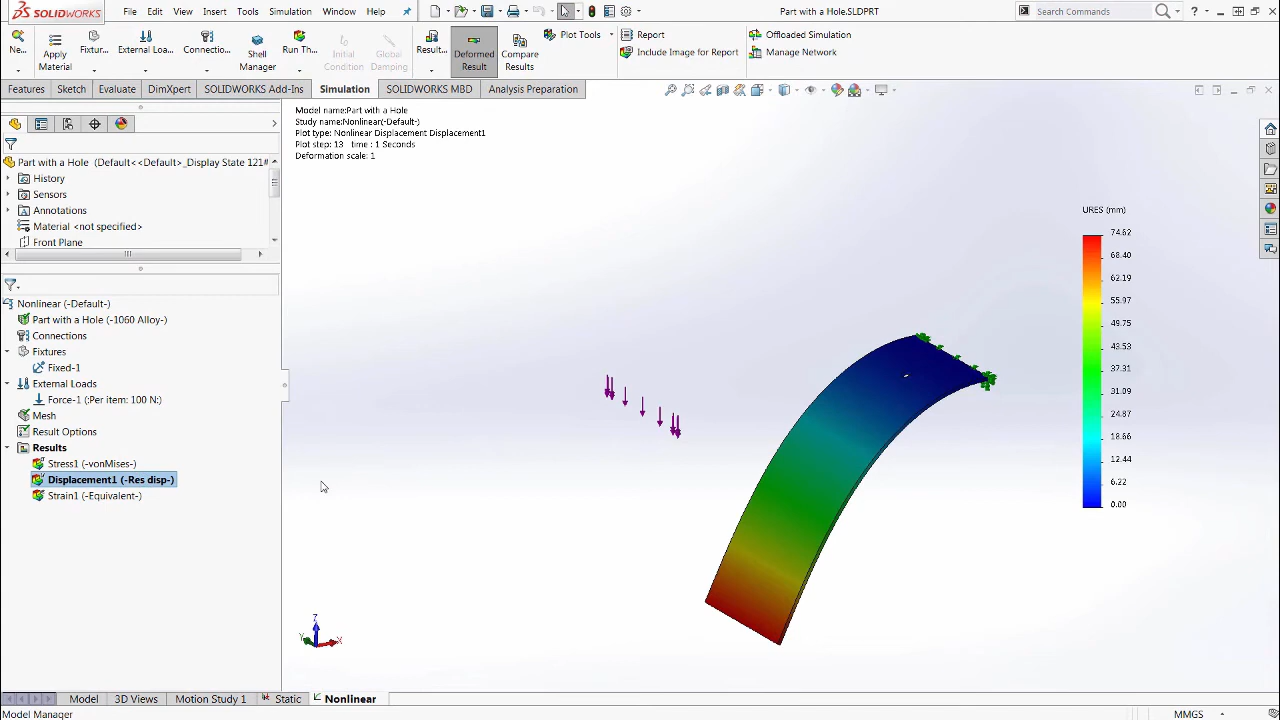 SOLIDWORKS
File
Edit
View
Insert
Tools
Simulation
Window
Help
Part with a Hole.SLDPRT
Search Commands
Ne...
Apply
Material
Fixtur...
External Loa...
Connectio...
Shell
Manager
Run Th...
Initial
Condition
Global
Damping
Result...
Deformed
Result
Compare
Results
Plot Tools
Report
Include Image for Report
Offloaded Simulation
Manage Network
Features
Sketch
Evaluate
DimXpert
SOLIDWORKS Add-Ins
Simulation
SOLIDWORKS MBD
Analysis Preparation
Model name:Part with a Hole
Study name:Nonlinear(-Default-)
Plot type: Nonlinear Displacement Displacement1
Plot step: 13 time : 1 Seconds
Deformation scale: 1
Part with a Hole (Default<<Default>_Display State 121#
History
Sensors
Annotations
Material <not specified>
Front Plane
Nonlinear (-Default-)
Part with a Hole (-1060 Alloy-)
Connections
Fixtures
Fixed-1
External Loads
Force-1 (:Per item: 100 N:)
Mesh
Result Options
Results
Stress1 (-vonMises-)
Displacement1 (-Res disp-)
Strain1 (-Equivalent-)
URES (mm)
74.62
68.40
62.19
55.97
49.75
43.53
37.31
31.09
24.87
18.66
12.44
6.22
0.00
Z
Y
X
Model
3D Views
Motion Study 1
Static
Nonlinear
Model Manager
MMGS